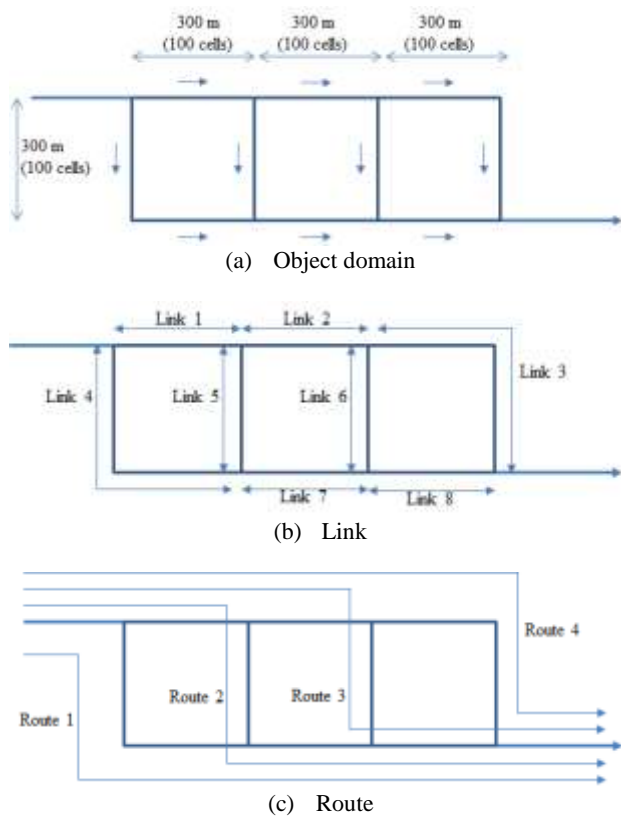 300 m 300 m 300 m
(100 cells) (100 cells) (100 cells)
300 m
(100 cells)
(a) Object domain
Link 1 Link 2
Link 3
Link 4 Link 5 Link 6
Link 7 Link 8
(b) Link
Route 4
Route 2 Route 3
Route 1
(c) Route